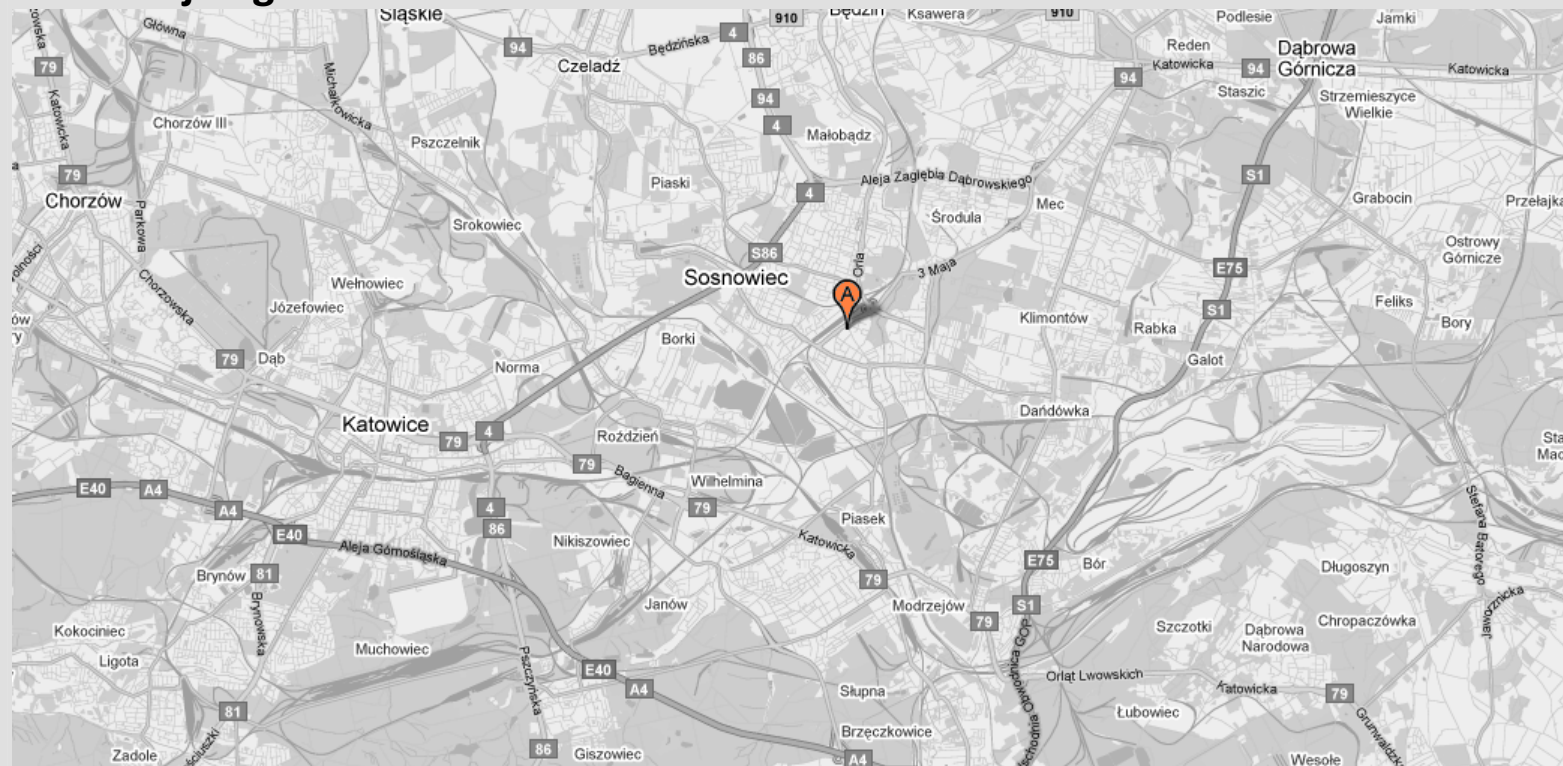 Śląskie
910
Będzin
Ksawera
910
Podlesie
Jamki
Główna
4
Będzińska
94
86
Reden
Dąbrowa
Górnicza
79
Czeladź
Katowicka
94
Katowicka
94
Michałkowicka
94
Staszic
Strzemieszyce
Wielkie
Katowicka
Chorzów III
4
Małobądz
Pszczelnik
79
Piaski
Aleja Zagłębia Dąbrowskiego
S1
Chorzów
4
Mec
Grabocin
Przełajka
Parkowa
Srokowiec
Środula
Ostrowy
Górnicze
S86
Orla
3 Maja
E75
Sosnowiec
Chorzowska
Wełnowiec
Józefowiec
A
Klimontów
S1
Feliks
Rabka
Bory
79
Dąb
Borki
Norma
Galot
Katowice
79
4
Roździeń
Dańdówka
79
Bagienna
Wilhelmina
E40
A4
A4
4
79
Piasek
86
Stefana Batorego
E40
Aleja Górnośląska
Nikiszowiec
Katowicka
E75
Bór
Długoszyn
Brynów
81
79
Brynowska
Janów
Modrzejów
S1
79
Szczotki
Chropaczówka
Kokociniec
Dąbrowa
Narodowa
Muchowiec
Ligota
Pszczyńska
E40
A4
Orląt Lwowskich
Katowicka
79
Słupna
81
Łubowiec
Brzęczkowice
Zadole
86
Giszowiec
A4
Wesołe